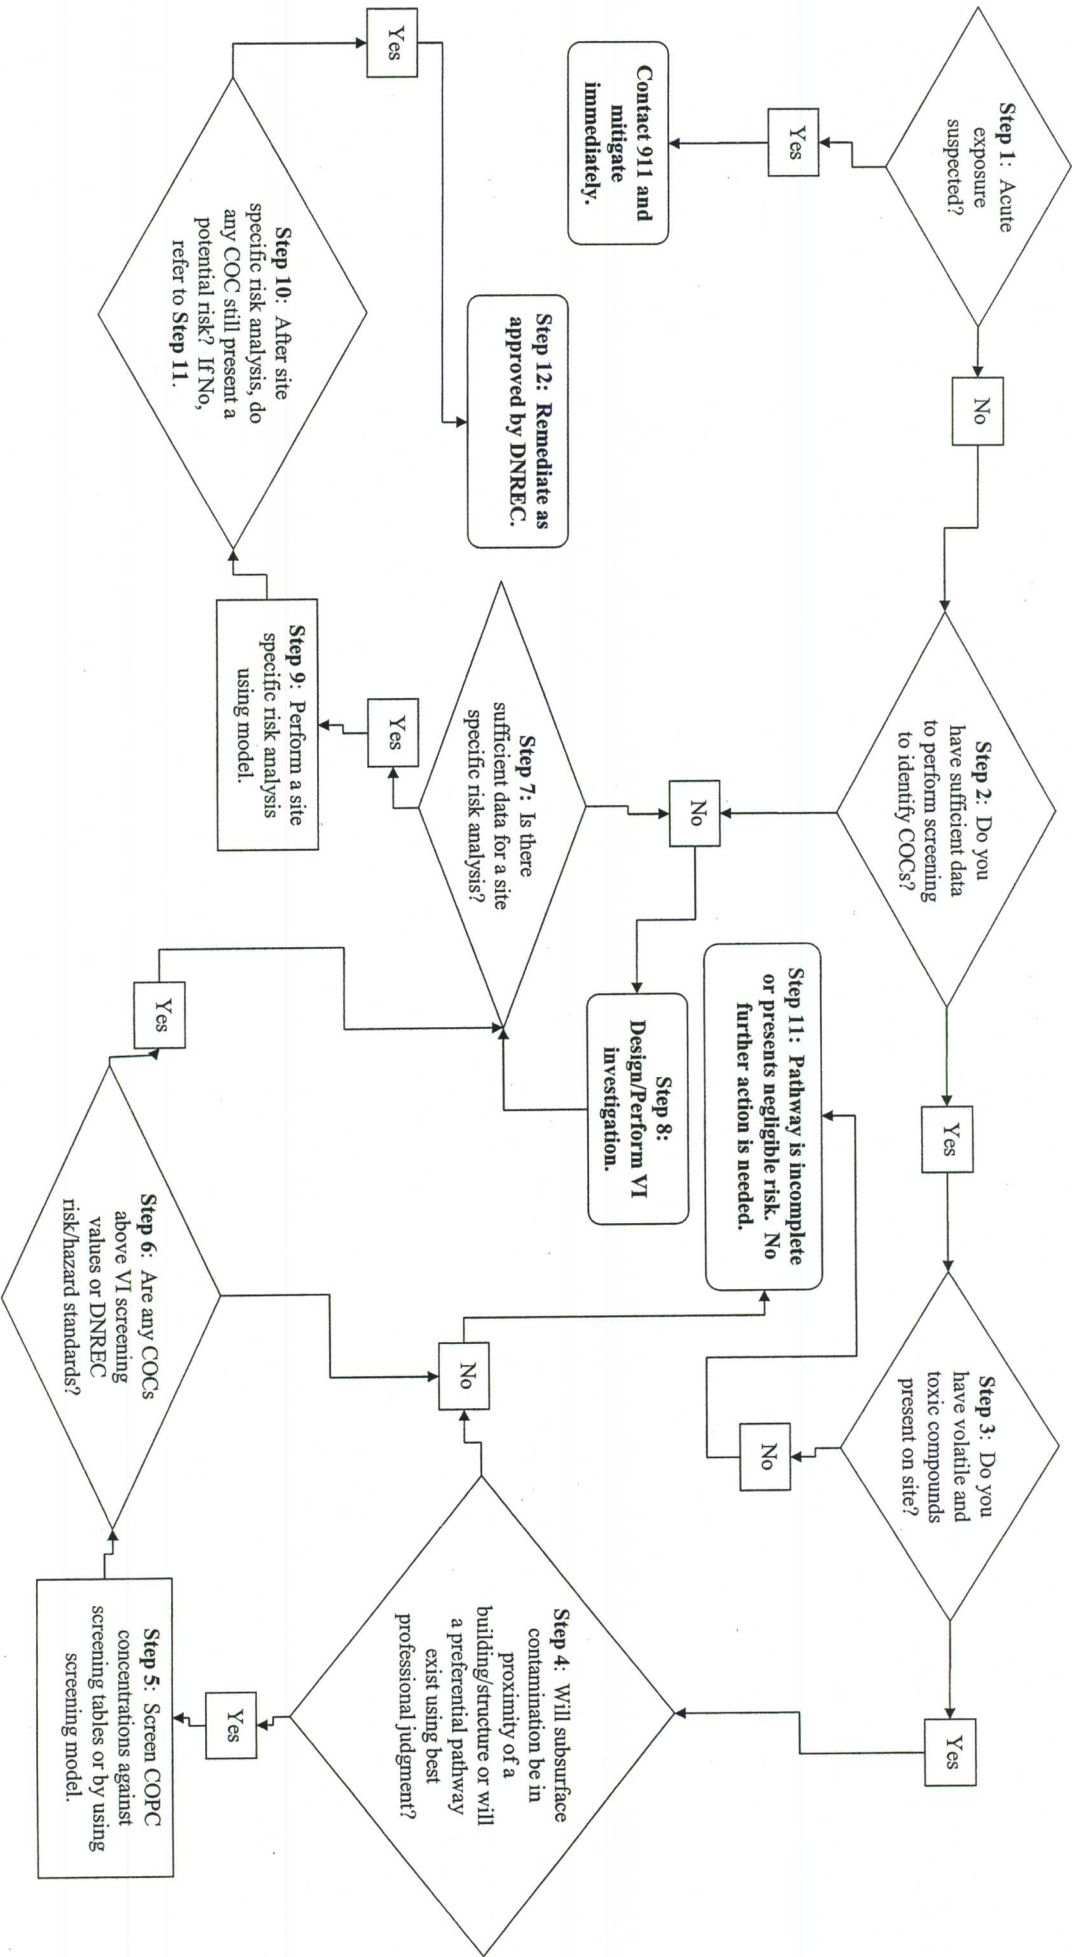 Step 1: Acute
exposure
suspected?
Yes
Contact 911 and
mitigate
immediately.
No
Step 2: Do you
have sufficient data
to perform screening
to identify COCs?
Yes
No
Step 3: Do you
have volatile and
toxic compounds
present on site?
No
Yes
Step 4: Will subsurface
contamination be in
proximity of a
building/structure or will
a preferential pathway
exist using best
professional judgment?
No
Yes
Step 5: Screen COPC
concentrations against
screening tables or by using
screening model.
Step 6: Are any COCs
above VI screening
values or DNREC
risk/hazard standards?
Yes
Step 7: Is there
sufficient data for a site
specific risk analysis?
Yes
Step 8:
Design/Perform VI
investigation.
Step 9: Perform a site
specific risk analysis
using model.
Step 10: After site
specific risk analysis, do
any COC still present a
potential risk? If No,
refer to Step 11.
Yes
Step 11: Pathway is incomplete
or presents negligible risk. No
further action is needed.
Step 12: Remediate as
approved by DNREC.